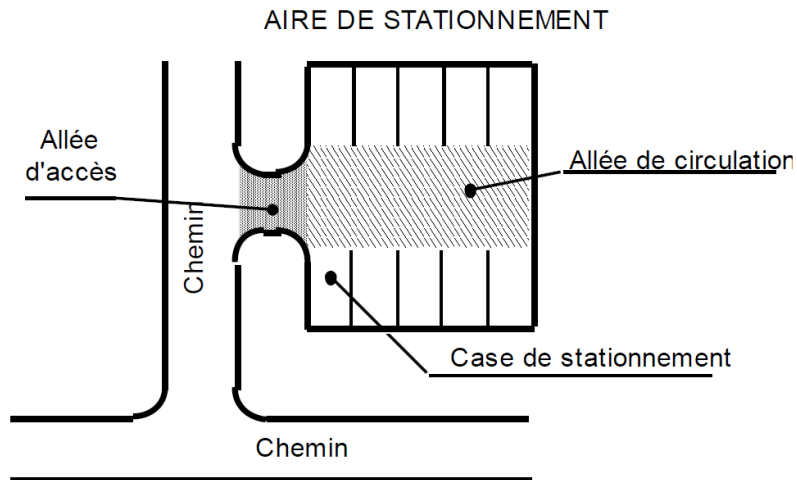 AIRE DE STATIONNEMENT
Allée
d'accès
Allée de circulation
Chemin
Case de stationnement
Chemin